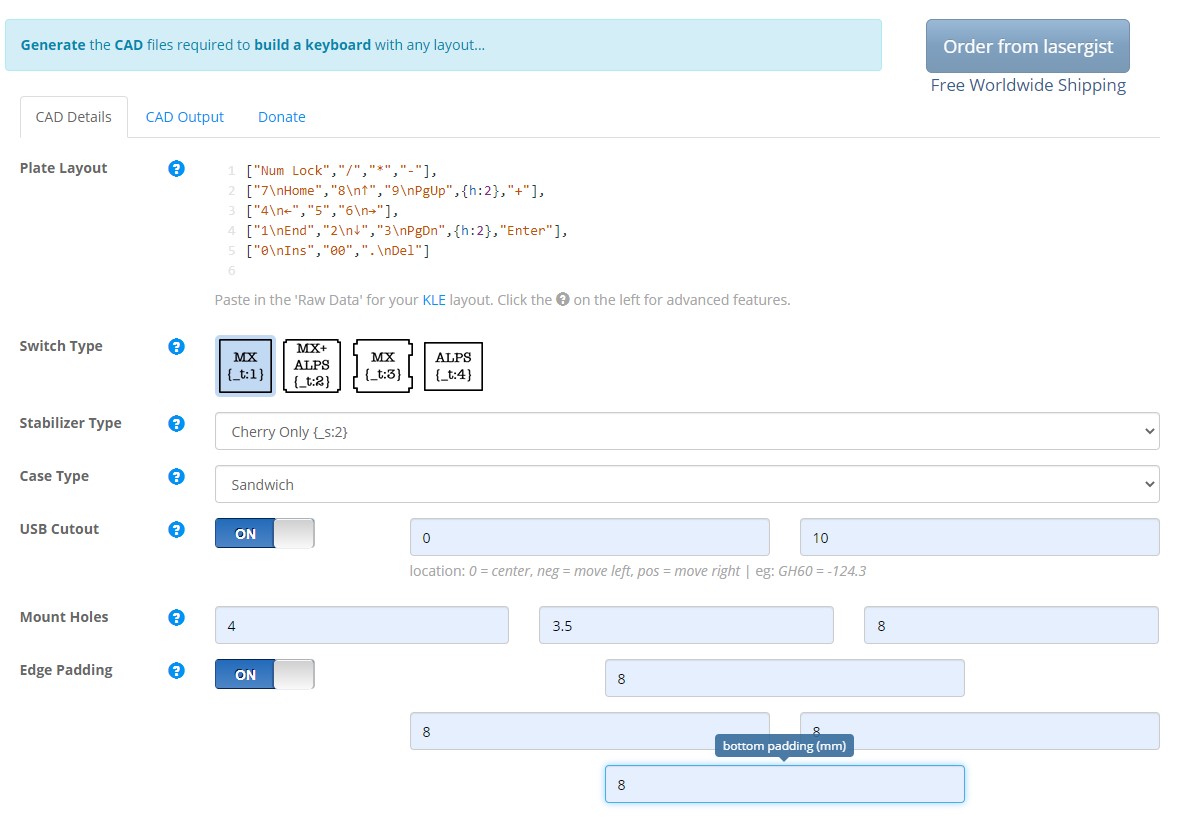 Generate the CAD files required to build a keyboard with any layout...
Order from lasergist
Free Worldwide Shipping
CAD Details
CAD Output
Donate
Plate Layout
?
1 ["Num Lock","/","*","-"],
2 ["7\nHome","8\n↑","9\nPgUp",{h:2},"+"],
3 ["4\n←","5","6\n→"],
4 ["1\nEnd","2\n↓","3\nPgDn",{h:2},"Enter"],
5 ["0\nIns","00",".\nDel"]
6
Paste in the 'Raw Data' for your KLE layout. Click the ? on the left for advanced features.
Switch Type
?
MX
{_t:1}
MX+
ALPS
{_t:2}
MX
{_t:3}
ALPS
{_t:4}
Stabilizer Type
?
Cherry Only {_s:2}
Case Type
?
Sandwich
USB Cutout
?
ON
0
10
location: 0 = center, neg = move left, pos = move right | eg: GH60 = -124.3
Mount Holes
?
4
3.5
8
Edge Padding
?
ON
8
8
8
bottom padding (mm)
8